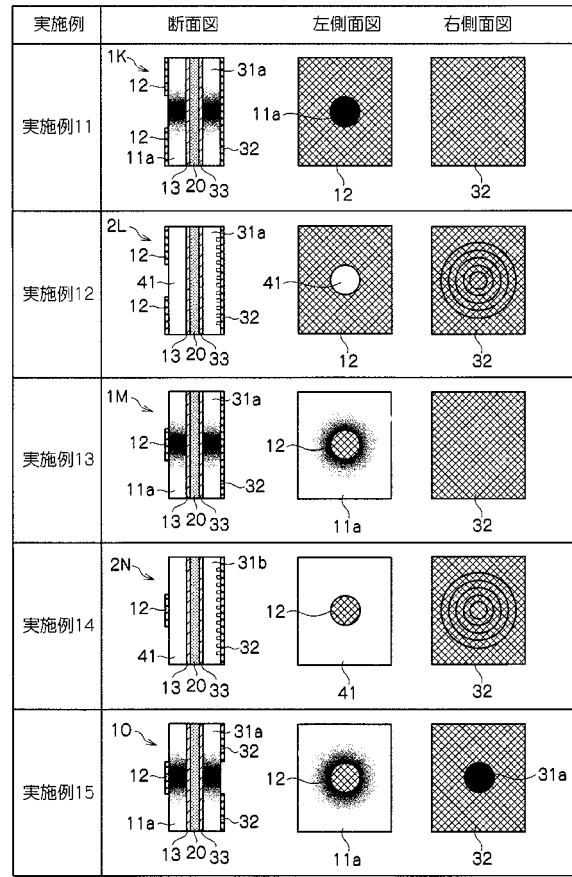 実施例 断面図 左側面図 右側面図
実施例11
1K 31a
12
12 11a
11a 32
13 20 33 12 32
実施例12
2L 31a
12
41 41
12 32
13 20 33 12 32
実施例13
1M 31a
12 12
11a 32
13 20 33 11a 32
実施例14
2N 31b
12 12
41 32
13 20 33 41 32
実施例15
1O 31a
32
12 12 31a
11a 32
13 20 33 11a 32